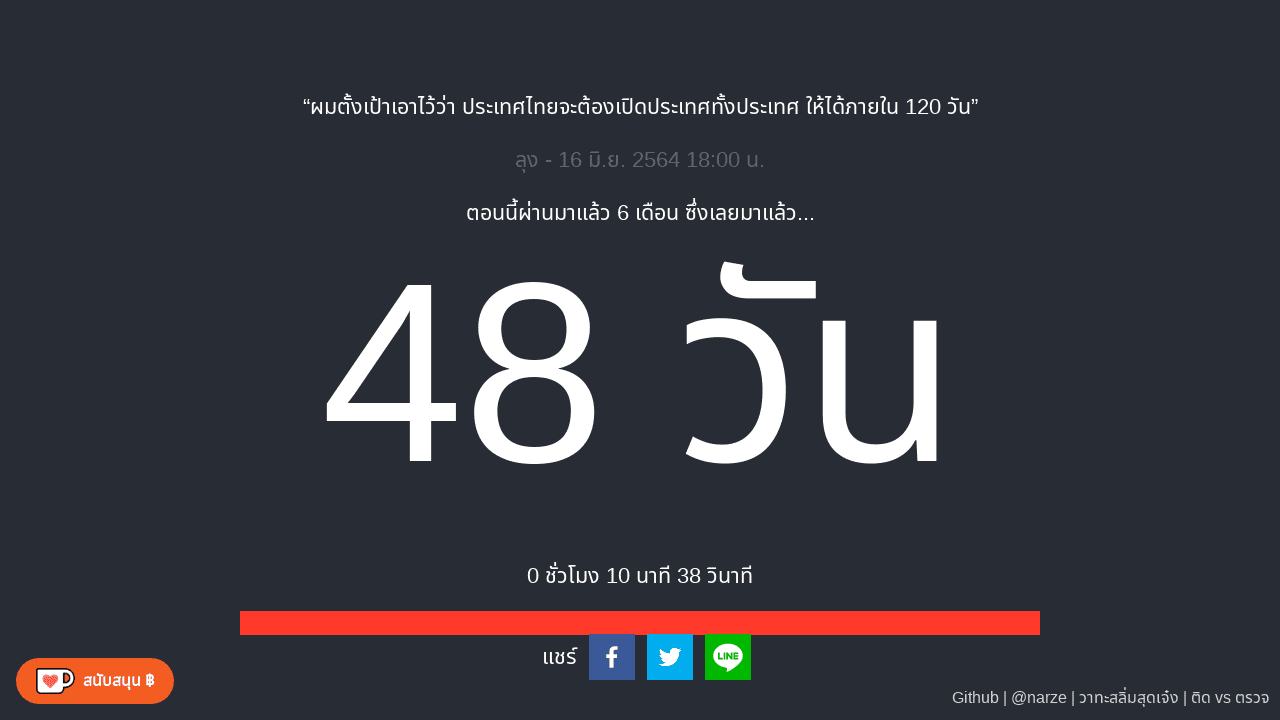 “ผมตั้งเป้าเอาไว้ว่า ประเทศไทยจะต้องเปิดประเทศทั้งประเทศ ให้ได้ภายใน 120 วัน”
ลุง - 16 มิ.ย. 2564 18:00 น.
ตอนนี้ผ่านมาแล้ว 6 เดือน ซึ่งเลยมาแล้ว...
48 วัน
0 ชั่วโมง 10 นาที 38 วินาที
แชร์ LINE
สนับสนุน ฿
Github | @narze | วาทะสลิ่มสุดเจ๋ง | ติด vs ตรวจ